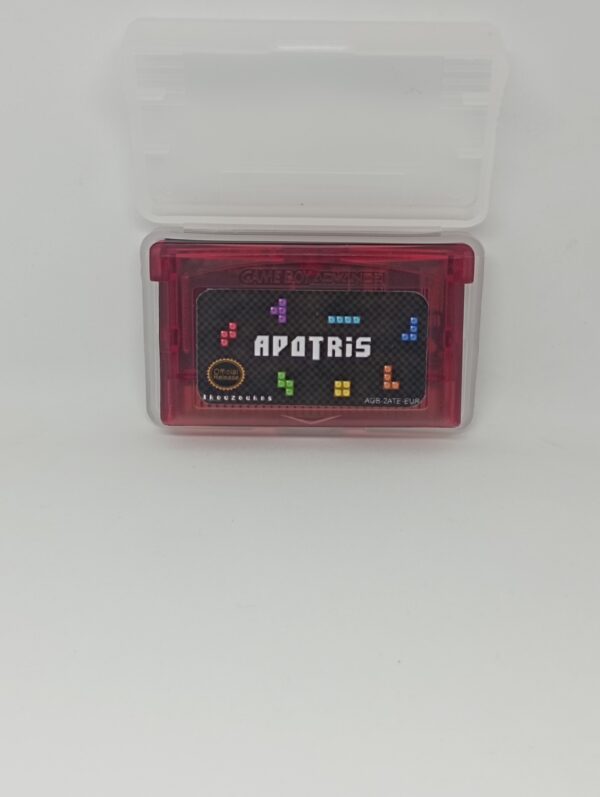 GAME BOY ADVANCE
APOTRiS
Official
Release
akouzoukos
AGB-2ATE-EUR